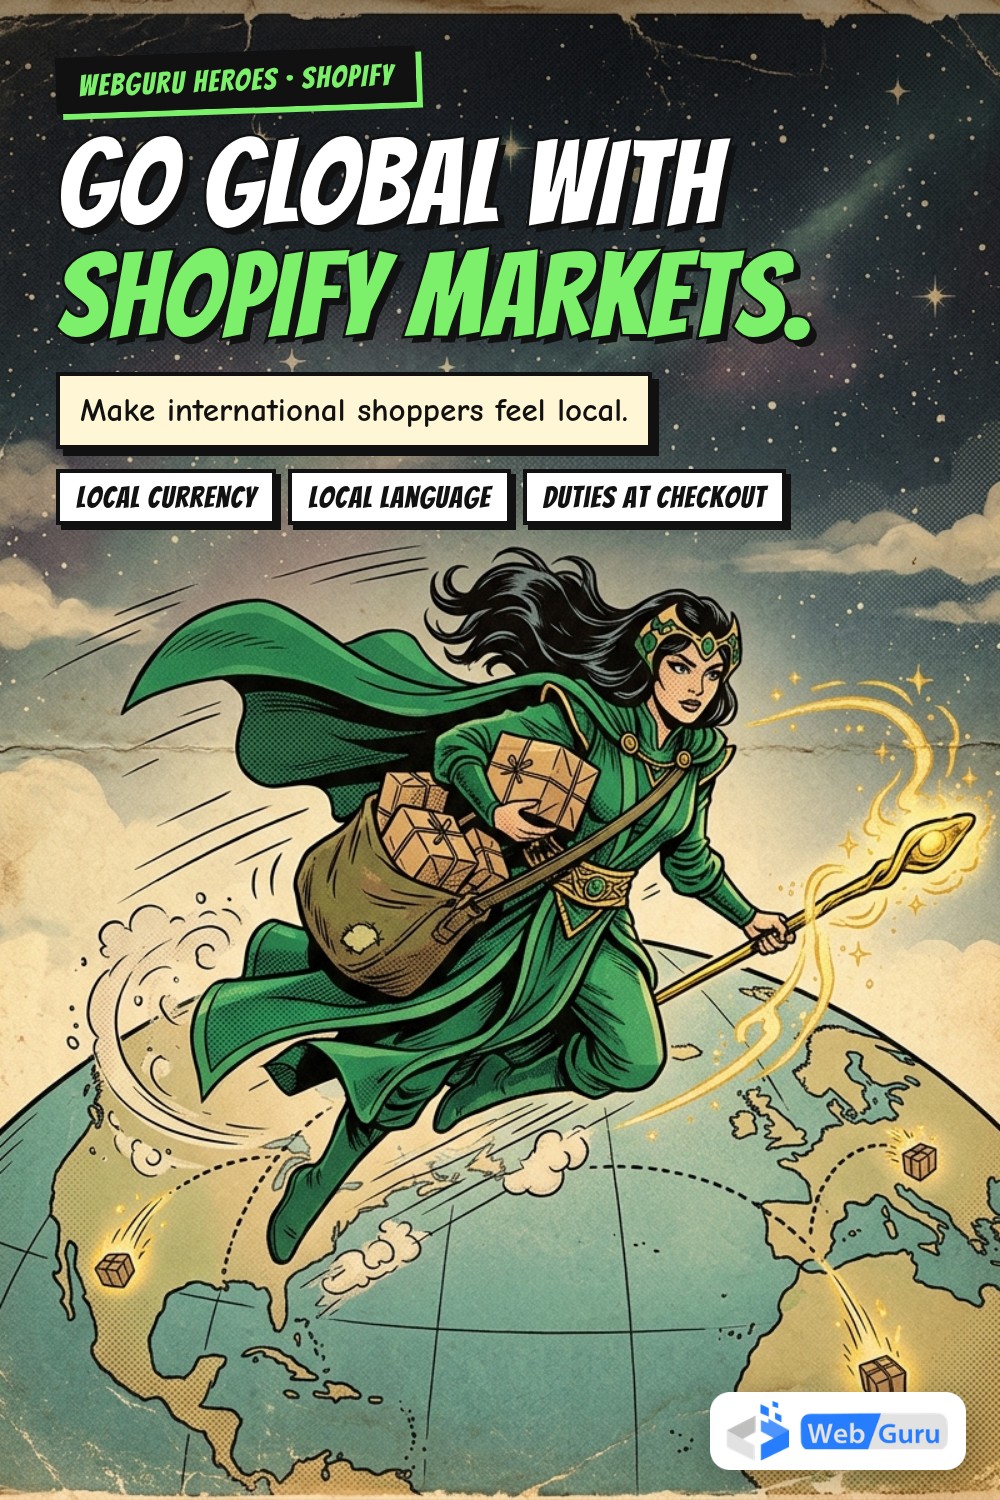 WEBGURU HEROES · SHOPIFY
GO GLOBAL WITH
SHOPIFY MARKETS.
Make international shoppers feel local.
LOCAL CURRENCY
LOCAL LANGUAGE
DUTIES AT CHECKOUT
Web Guru